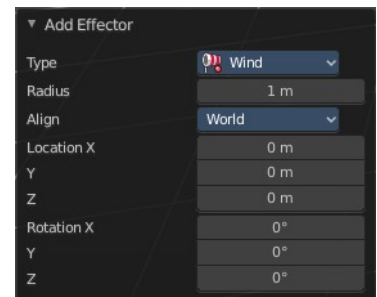 Add Effector
Type Wind
Radius 1 m
Align World
Location X 0 m
Y 0 m
Z 0 m
Rotation X 0°
Y 0°
Z 0°